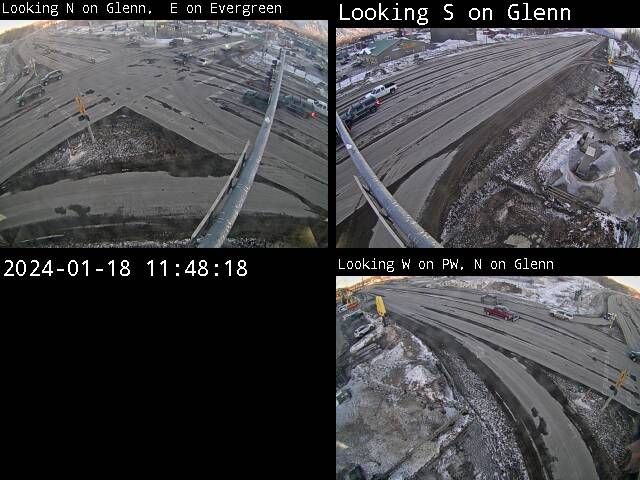 Looking N on Glenn, E on Evergreen
Looking S on Glenn
2024-01-18 11:48:18
Looking W on PW, N on Glenn